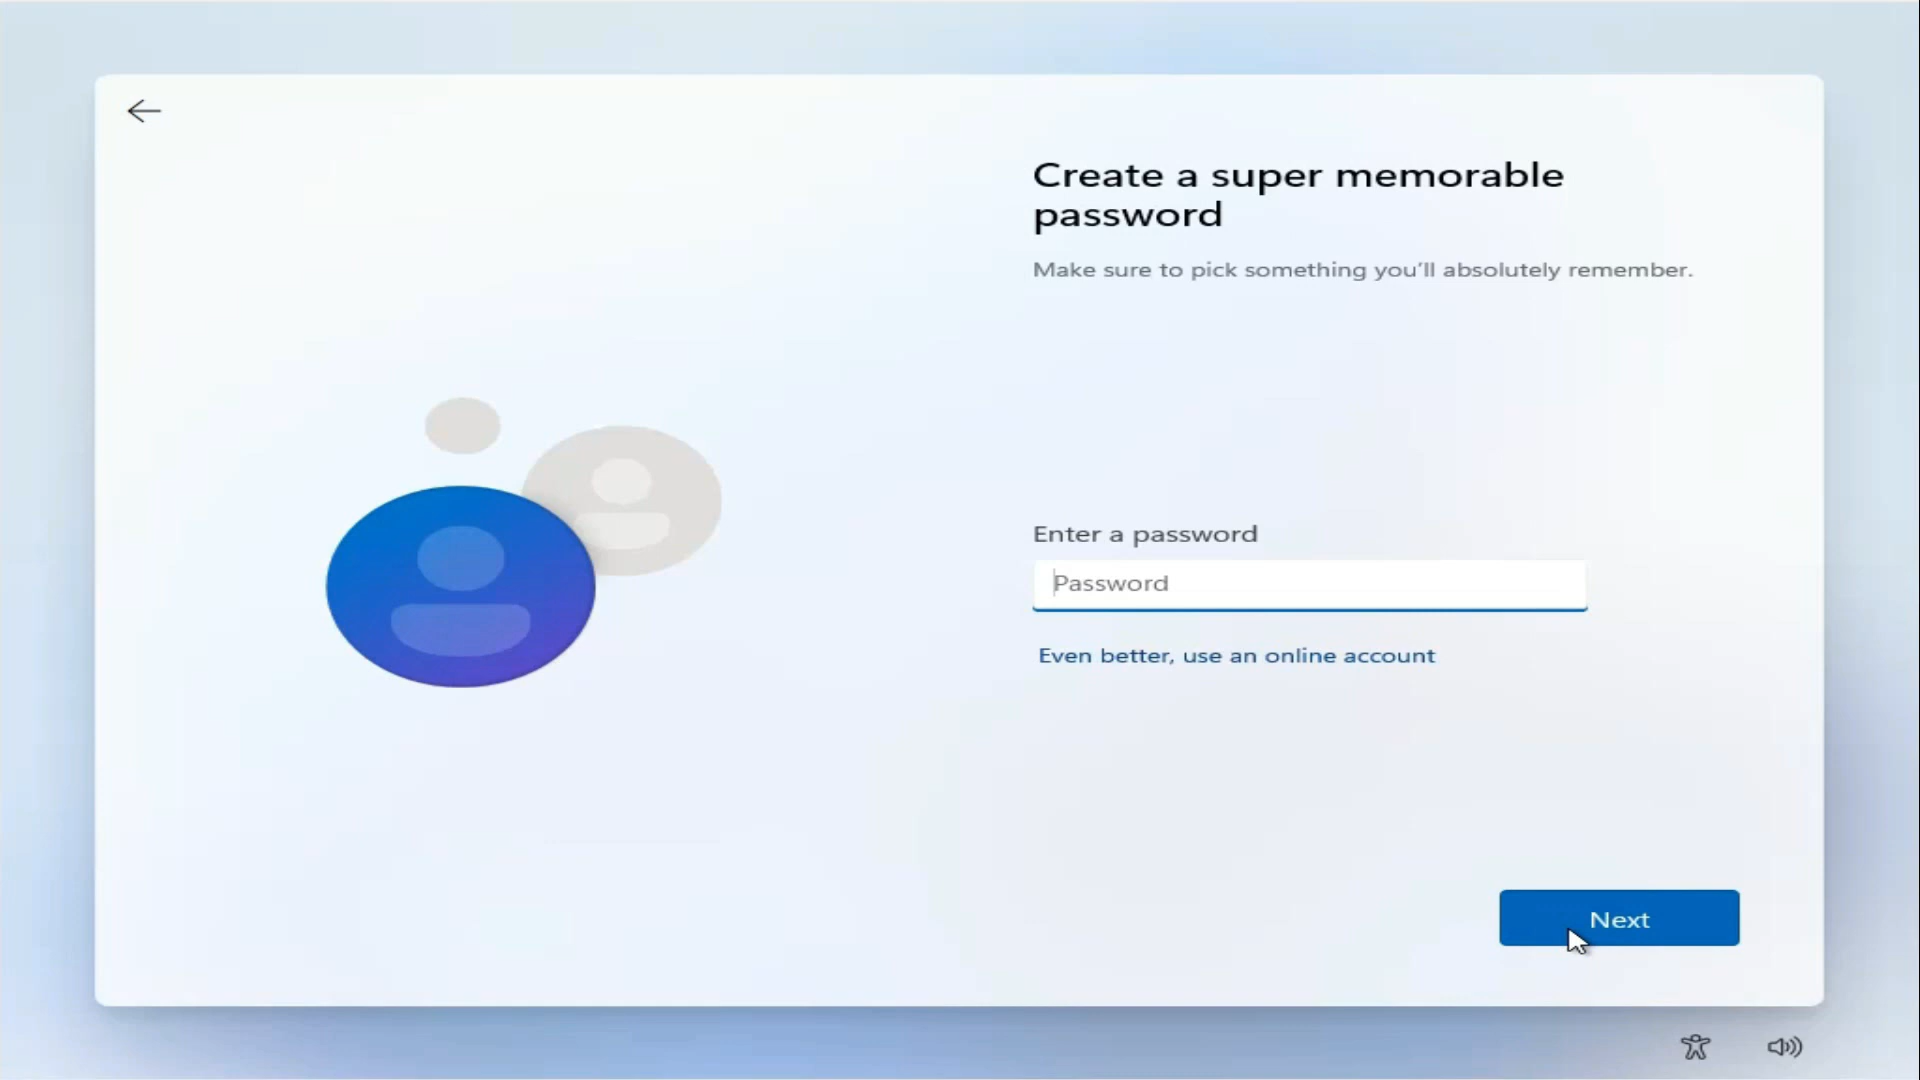 Create a super memorable
password
Make sure to pick something you'll absolutely remember.
Enter a password
Password
Even better, use an online account
Next